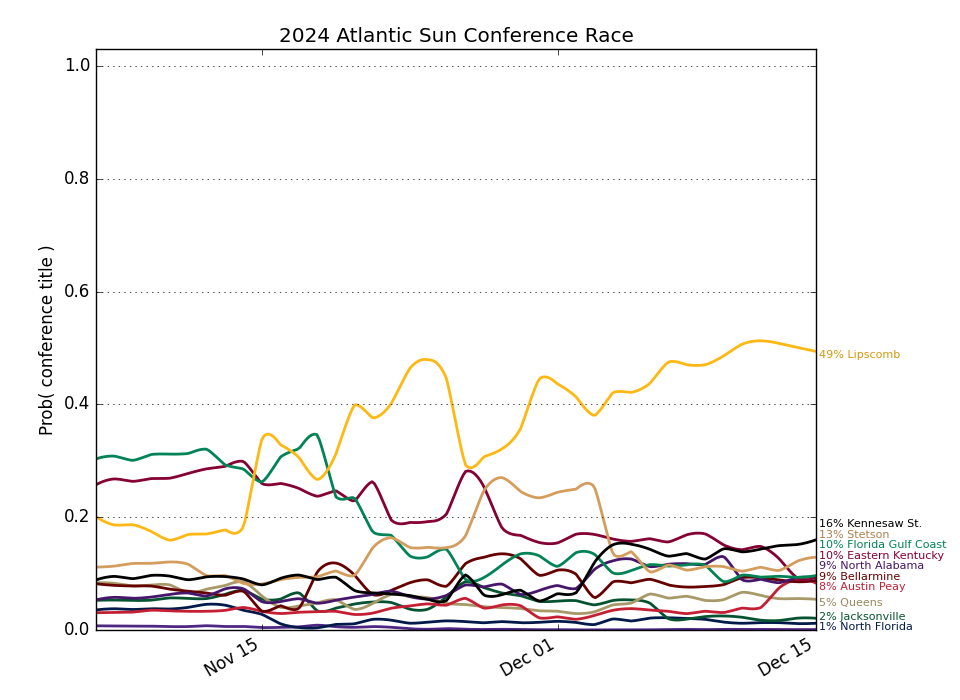 2024 Atlantic Sun Conference Race
Prob( conference title )
1.0
0.8
0.6
0.4
0.2
0.0
Nov 15
Dec 01
Dec 15
49% Lipscomb
16% Kennesaw St.
13% Stetson
10% Florida Gulf Coast
10% Eastern Kentucky
9% North Alabama
9% Bellarmine
8% Austin Peay
5% Queens
2% Jacksonville
1% North Florida